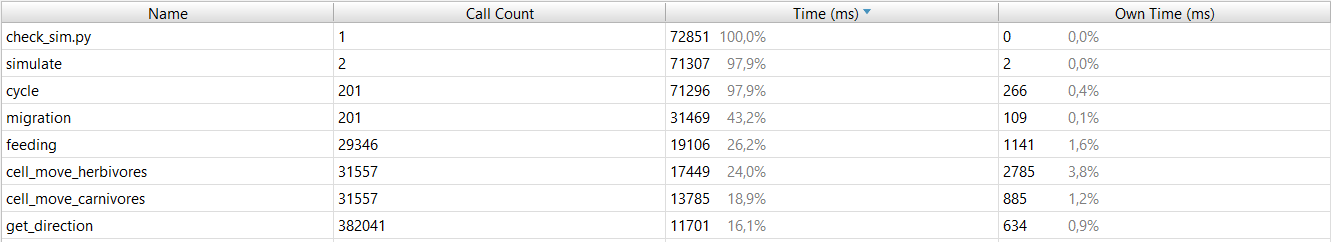 Name Call Count Time (ms) Own Time (ms)
check_sim.py 1 72851 100,0% 0 0,0%
simulate 2 71307 97,9% 2 0,0%
cycle 201 71296 97,9% 266 0,4%
migration 201 31469 43,2% 109 0,1%
feeding 29346 19106 26,2% 1141 1,6%
cell_move_herbivores 31557 17449 24,0% 2785 3,8%
cell_move_carnivores 31557 13785 18,9% 885 1,2%
get_direction 382041 11701 16,1% 634 0,9%